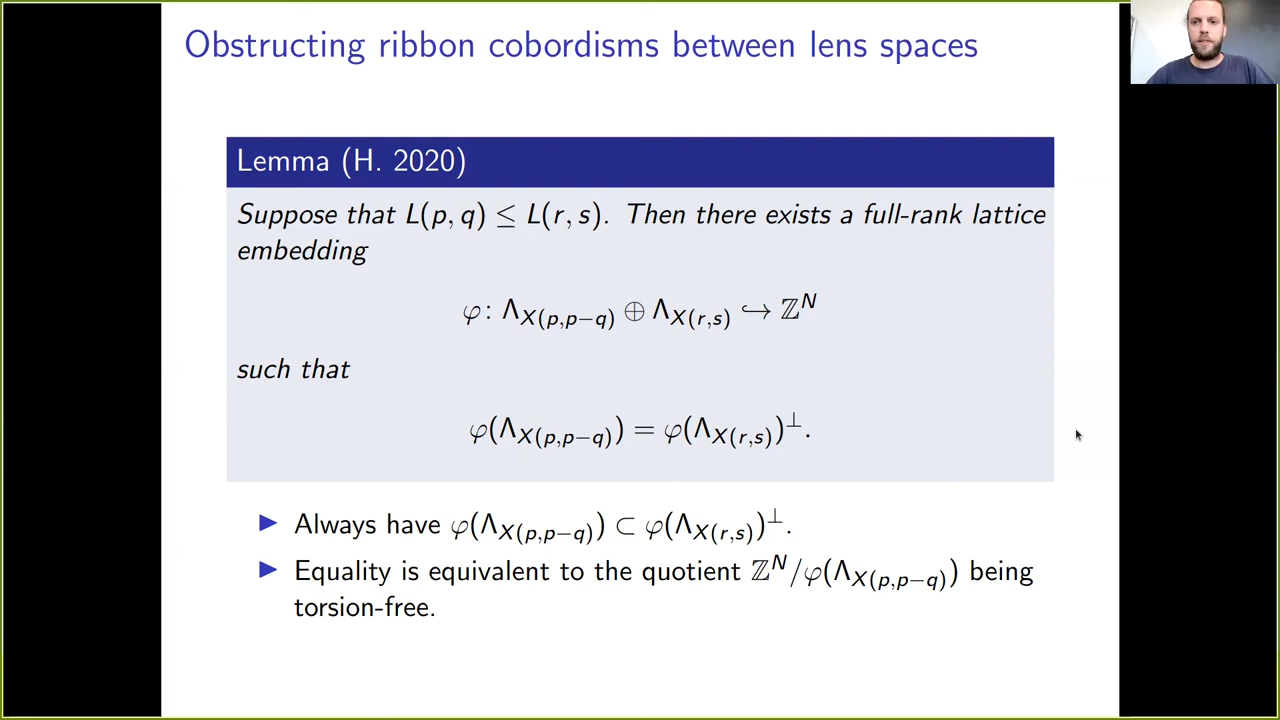 Obstructing ribbon cobordisms between lens spaces
Lemma (H. 2020)
Suppose that L(p, q) ≤ L(r, s). Then there exists a full-rank lattice
embedding
φ: Λ_{X(p,p−q)} ⊕ Λ_{X(r,s)} ↪ ℤ^N
such that
φ(Λ_{X(p,p−q)}) = φ(Λ_{X(r,s)})^⊥.
▶ Always have φ(Λ_{X(p,p−q)}) ⊂ φ(Λ_{X(r,s)})^⊥.
▶ Equality is equivalent to the quotient ℤ^N/φ(Λ_{X(p,p−q)}) being
torsion-free.